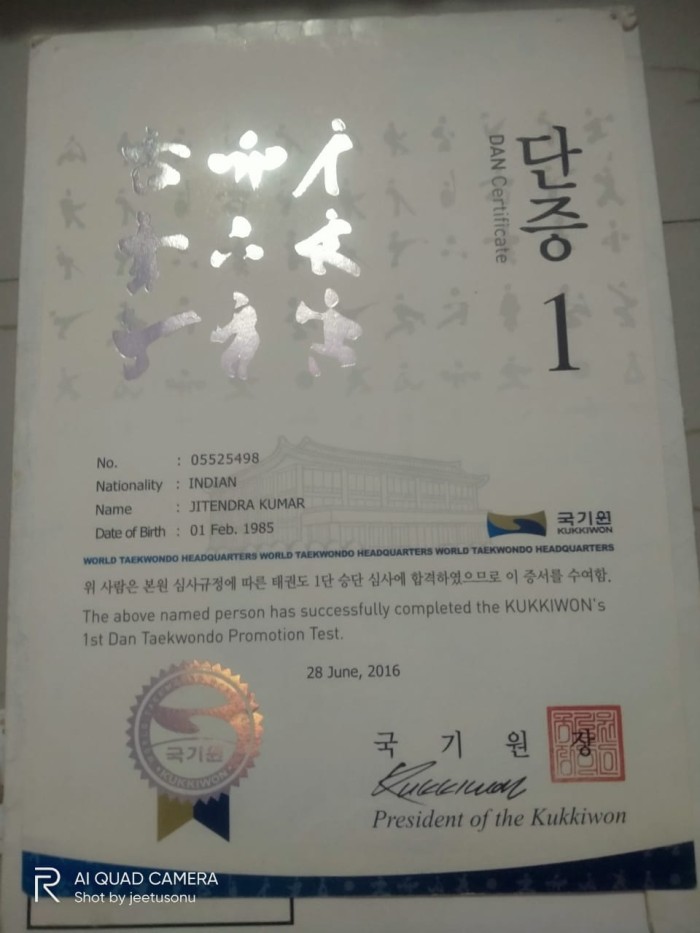 단증
DAN Certificate
1
No. : 05525498
Nationality : INDIAN
Name : JITENDRA KUMAR
Date of Birth : 01 Feb. 1985
국기원
KUKKIWON
WORLD TAEKWONDO HEADQUARTERS WORLD TAEKWONDO HEADQUARTERS WORLD TAEKWONDO HEADQUARTERS
위 사람은 본원 심사규정에 따른 태권도 1단 승단 심사에 합격하였으므로 이 증서를 수여함.
The above named person has successfully completed the KUKKIWON's
1st Dan Taekwondo Promotion Test.
28 June, 2016
국기원
KUKKIWON
국 기 원 장
Kukkiwon
President of the Kukkiwon
AI QUAD CAMERA
Shot by jeetusonu